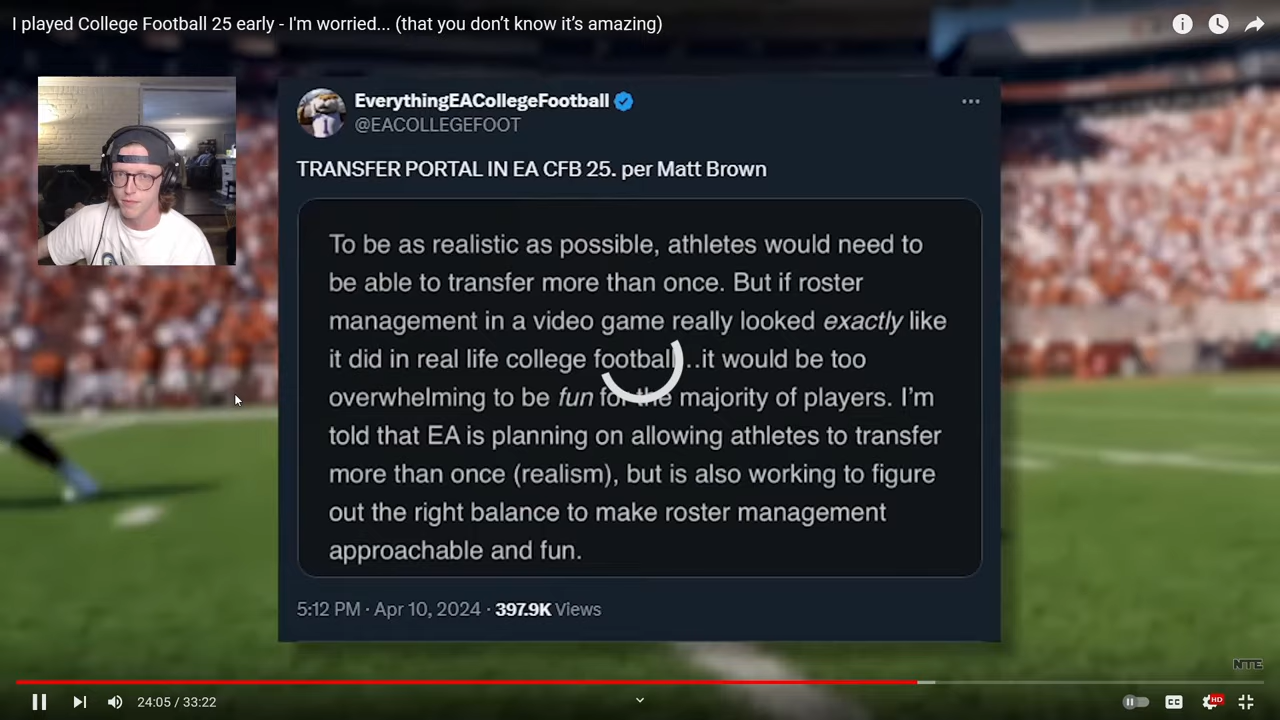 I played College Football 25 early - I'm worried... (that you don’t know it’s amazing)
EverythingEACollegeFootball
@EACOLLEGEFOOT
TRANSFER PORTAL IN EA CFB 25. per Matt Brown
To be as realistic as possible, athletes would need to
be able to transfer more than once. But if roster
management in a video game really looked exactly like
it did in real life college football...it would be too
overwhelming to be fun for the majority of players. I’m
told that EA is planning on allowing athletes to transfer
more than once (realism), but is also working to figure
out the right balance to make roster management
approachable and fun.
5:12 PM · Apr 10, 2024 · 397.9K Views
NTE
24:05 / 33:22
CC
HD